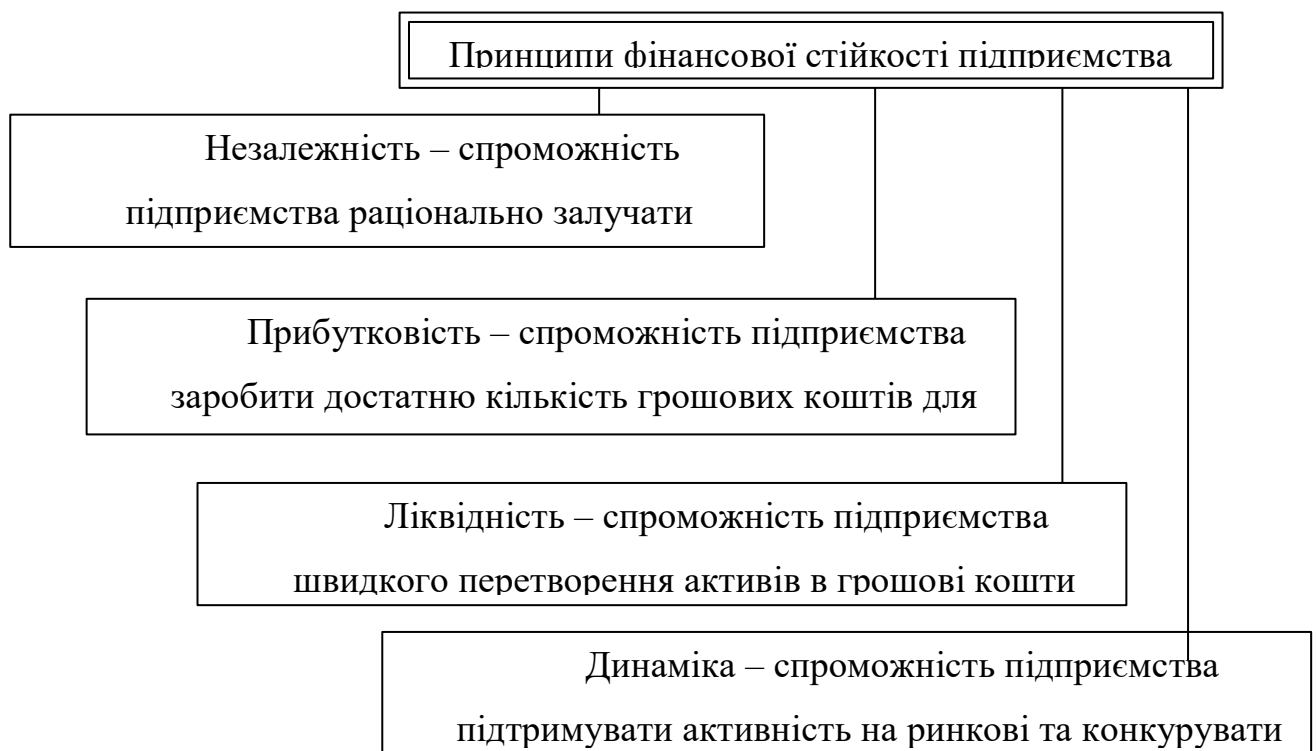 Принципи фінансової стійкості підприємства
Незалежність – спроможність
підприємства раціонально залучати
Прибутковість – спроможність підприємства
заробити достатню кількість грошових коштів для
Ліквідність – спроможність підприємства
швидкого перетворення активів в грошові кошти
Динаміка – спроможність підприємства
підтримувати активність на ринкові та конкурувати